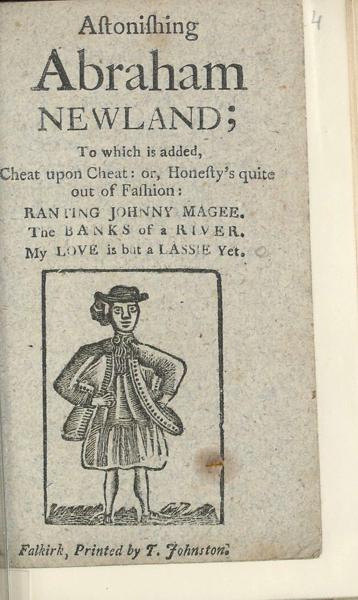 Aſtoniſhing
Abraham
NEWLAND;
To which is added,
Cheat upon Cheat: or, Honeſty's quite
out of Faſhion:
RANTING JOHNNY MAGEE.
The BANKS of a RIVER.
My LOVE is but a LASSIE Yet.
Falkirk, Printed by T. Johnston.
4